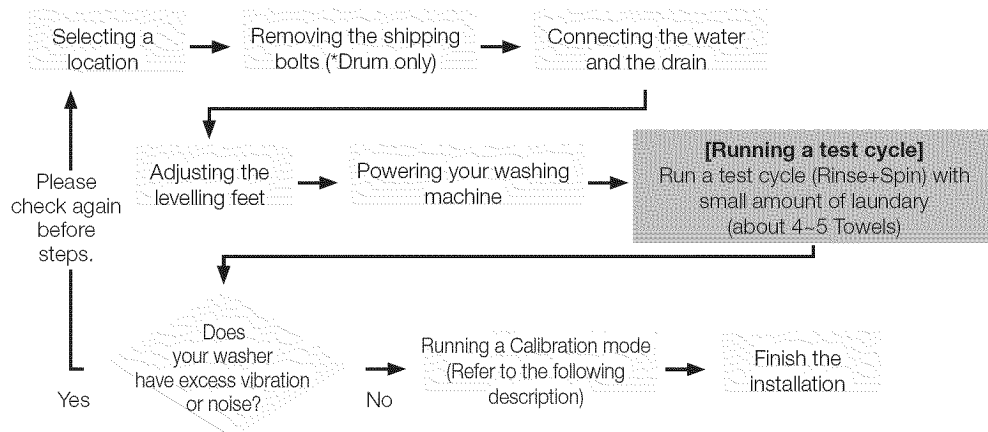 Selecting a
location
Removing the shipping
bolts (*Drum only)
Connecting the water
and the drain
Adjusting the
levelling feet
Powering your washing
machine
[Running a test cycle]
Run a test cycle (Rinse+Spin) with
small amount of laundary
(about 4~5 Towels)
Please
check again
before
steps.
Does
your washer
have excess vibration
or noise?
Yes
No
Running a Calibration mode
(Refer to the following
description)
Finish the
installation